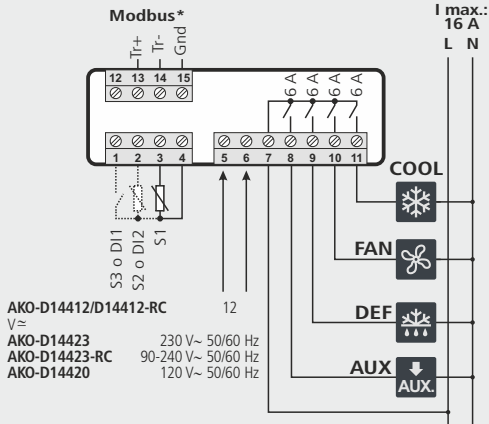 Modbus*
I max.:
16 A
L N
Tr+
Tr-
Gnd
12 13 14 15
6 A 6 A 6 A 6 A
1 2 3 4 5 6 7 8 9 10 11
COOL
S3 o DI1
S2 o DI2
S1
FAN
AKO-D14412/D14412-RC 12
V≂
AKO-D14423 230 V~ 50/60 Hz
AKO-D14423-RC 90-240 V~ 50/60 Hz
AKO-D14420 120 V~ 50/60 Hz
DEF
AUX
AUX.